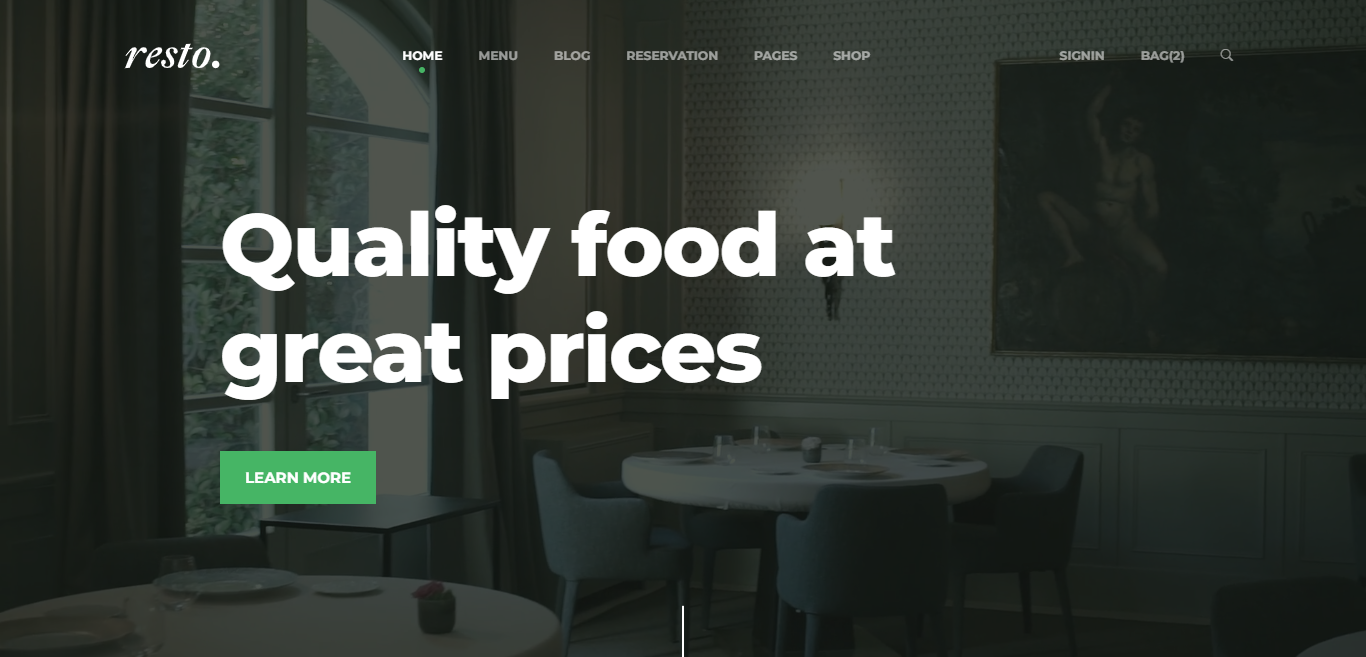 resto.
HOME MENU BLOG RESERVATION PAGES SHOP SIGNIN BAG(2)
Quality food at
great prices
LEARN MORE